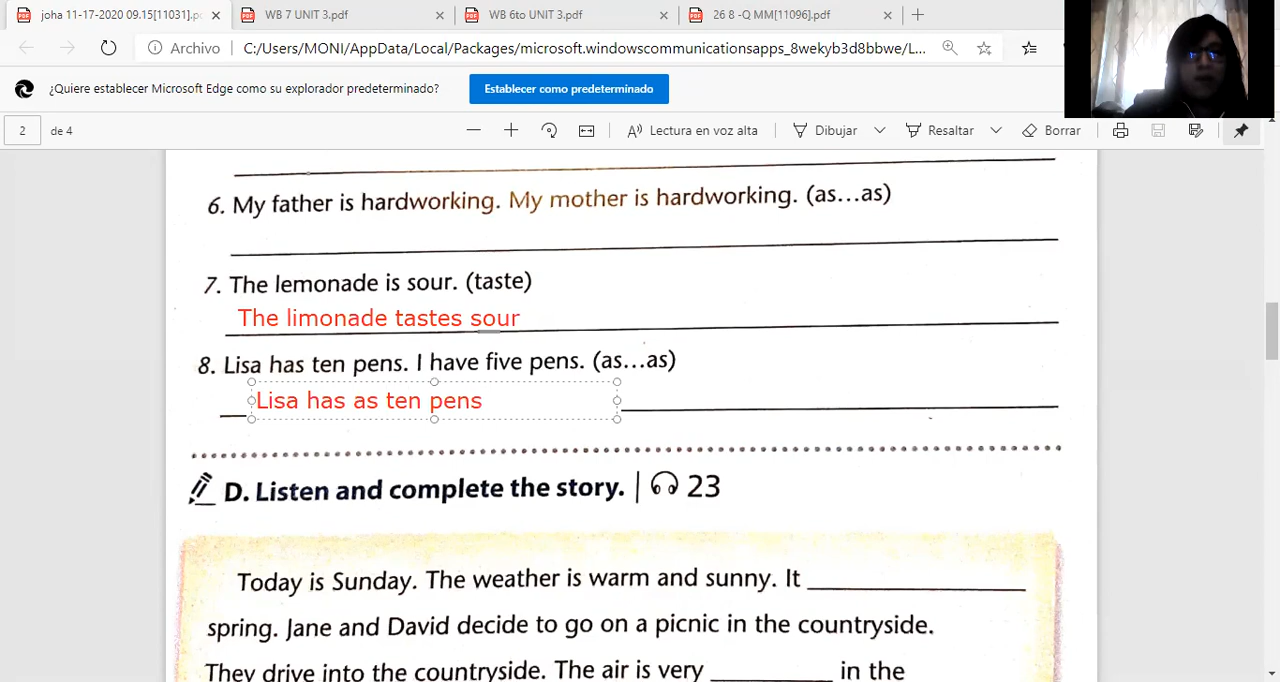 joha 11-17-2020 09.15[11031].p
WB 7 UNIT 3.pdf
WB 6to UNIT 3.pdf
26 8 -Q MM[11096].pdf
Archivo
C:/Users/MONI/AppData/Local/Packages/microsoft.windowscommunicationsapps_8wekyb3d8bbwe/L...
¿Quiere establecer Microsoft Edge como su explorador predeterminado?
Establecer como predeterminado
2 de 4
Lectura en voz alta
Dibujar
Resaltar
Borrar
6. My father is hardworking. My mother is hardworking. (as...as)
7. The lemonade is sour. (taste)
The limonade tastes sour
8. Lisa has ten pens. I have five pens. (as...as)
Lisa has as ten pens
D. Listen and complete the story. | 23
Today is Sunday. The weather is warm and sunny. It
spring. Jane and David decide to go on a picnic in the countryside.
They drive into the countryside. The air is very ________ in the